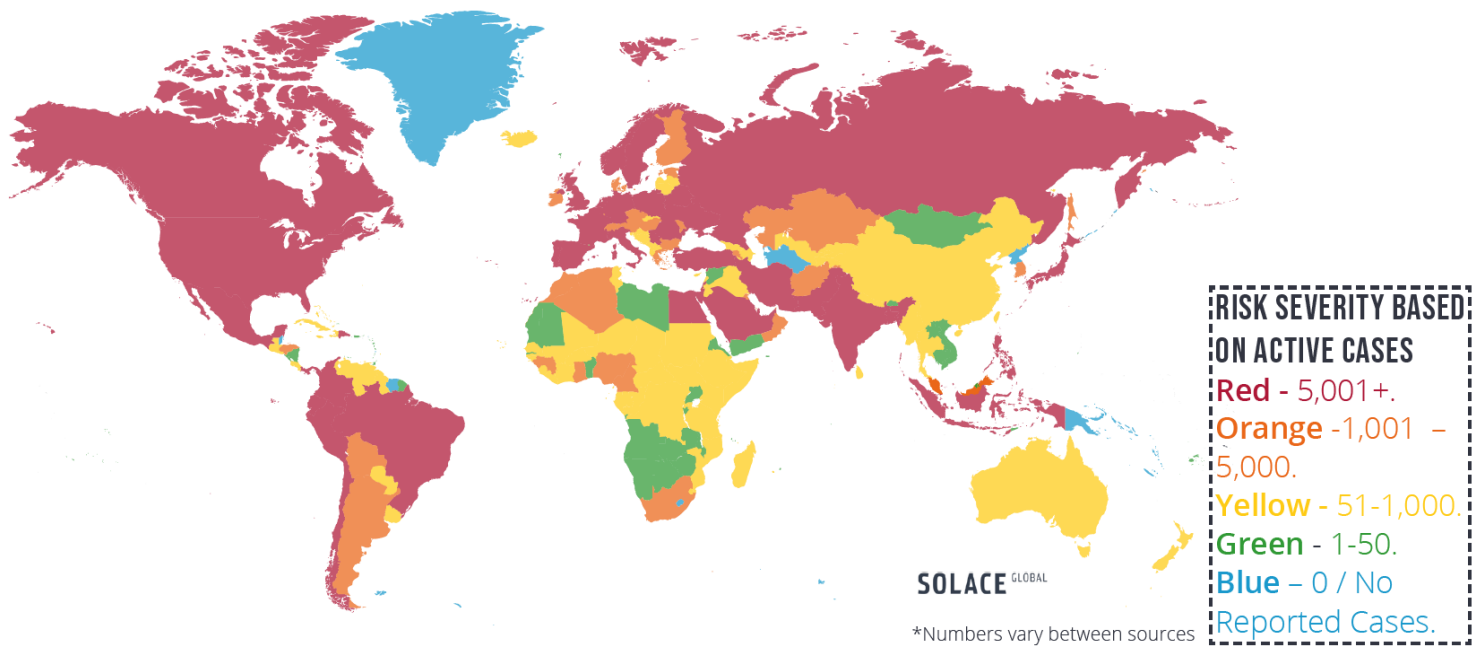 RISK SEVERITY BASED
ON ACTIVE CASES
Red - 5,001+.
Orange -1,001 –
5,000.
Yellow - 51-1,000.
Green - 1-50.
Blue – 0 / No
Reported Cases.
SOLACE GLOBAL
*Numbers vary between sources